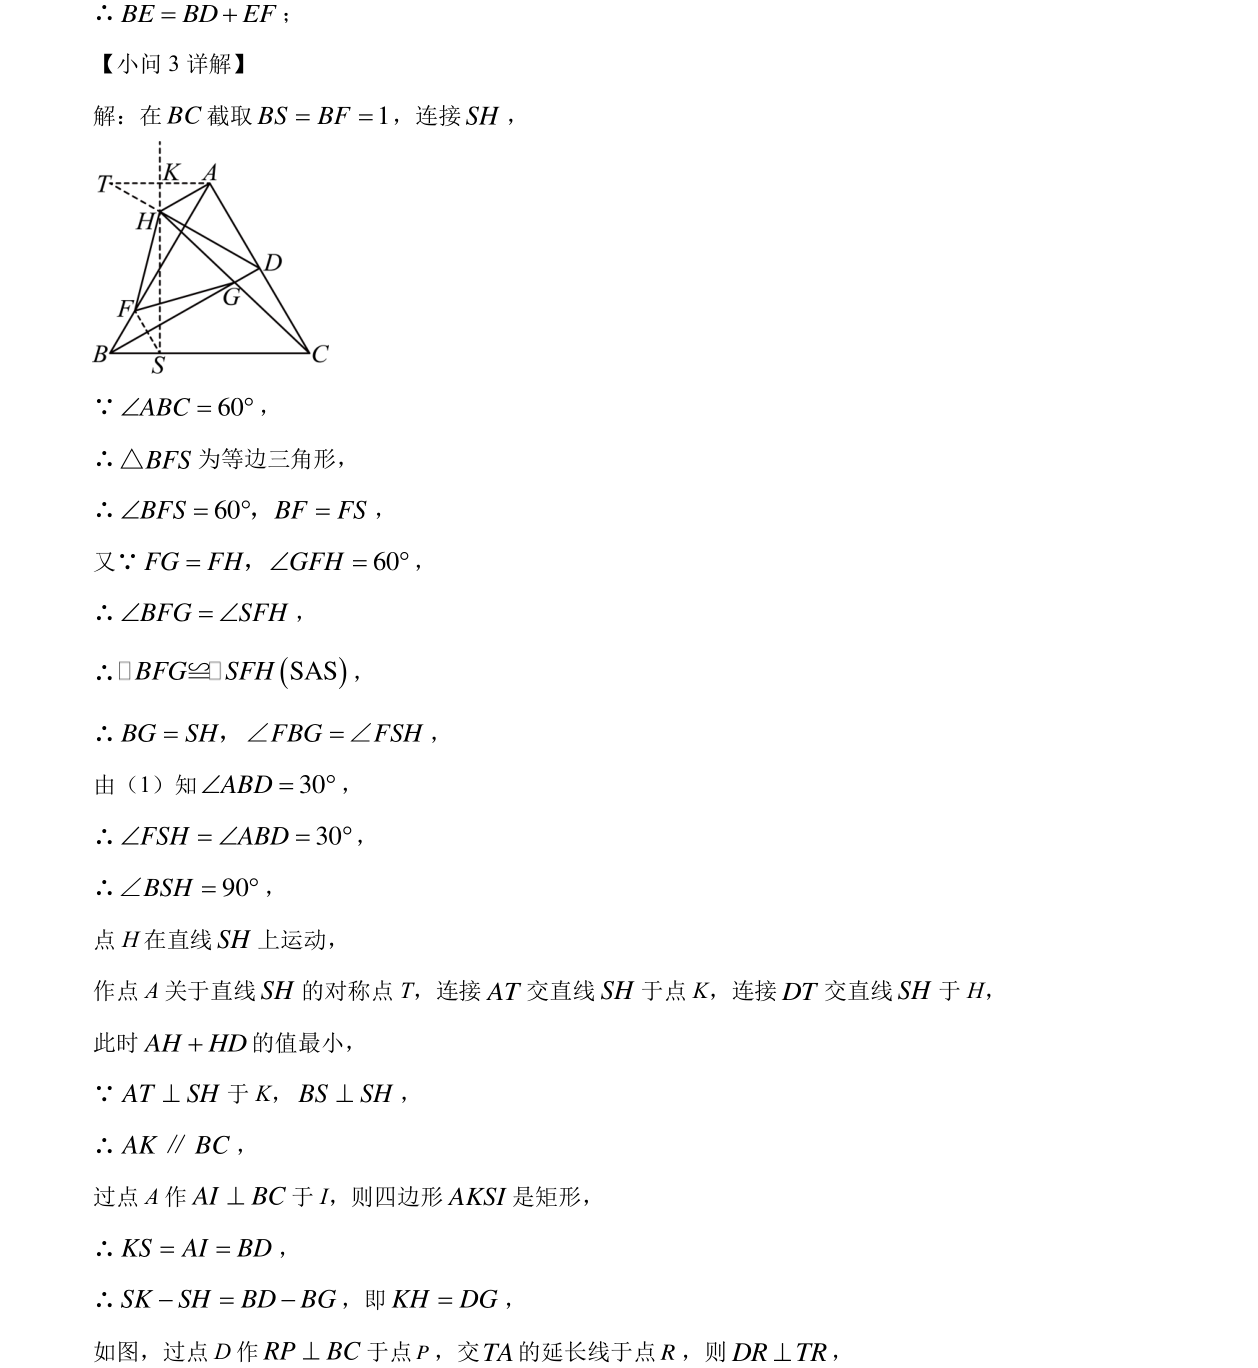 ∴ BE = BD + EF；
【小问 3 详解】
解：在 BC 截取 BS = BF = 1，连接 SH，
T K A
H
D
F G
B S C
∵ ∠ABC = 60°，
∴ △BFS 为等边三角形，
∴ ∠BFS = 60°，BF = FS，
又∵ FG = FH，∠GFH = 60°，
∴ ∠BFG = ∠SFH，
∴ □BFG≌□SFH (SAS)，
∴ BG = SH，∠FBG = ∠FSH，
由（1）知 ∠ABD = 30°，
∴ ∠FSH = ∠ABD = 30°，
∴ ∠BSH = 90°，
点 H 在直线 SH 上运动，
作点 A 关于直线 SH 的对称点 T，连接 AT 交直线 SH 于点 K，连接 DT 交直线 SH 于 H，
此时 AH + HD 的值最小，
∵ AT ⊥ SH 于 K，BS ⊥ SH，
∴ AK ∥ BC，
过点 A 作 AI ⊥ BC 于 I，则四边形 AKSI 是矩形，
∴ KS = AI = BD，
∴ SK − SH = BD − BG，即 KH = DG，
如图，过点 D 作 RP ⊥ BC 于点 P，交 TA 的延长线于点 R，则 DR ⊥ TR，